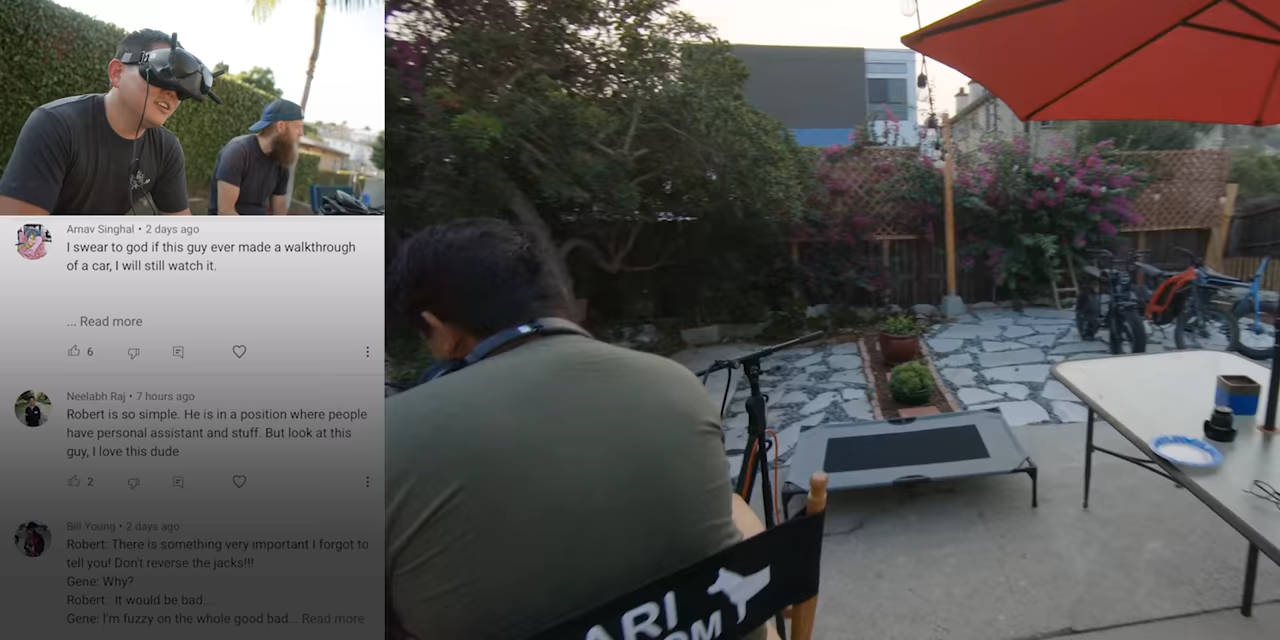 Arnav Singhal • 2 days ago
I swear to god if this guy ever made a walkthrough
of a car, I will still watch it.
... Read more
6
Neelabh Raj • 7 hours ago
Robert is so simple. He is in a position where people
have personal assistant and stuff. But look at this
guy, I love this dude
2
Bill Young • 2 days ago
Robert: There is something very important I forgot to
tell you! Don't reverse the jacks!!!
Gene: Why?
Robert: It would be bad...
Gene: I'm fuzzy on the whole good bad... Read more
ARI